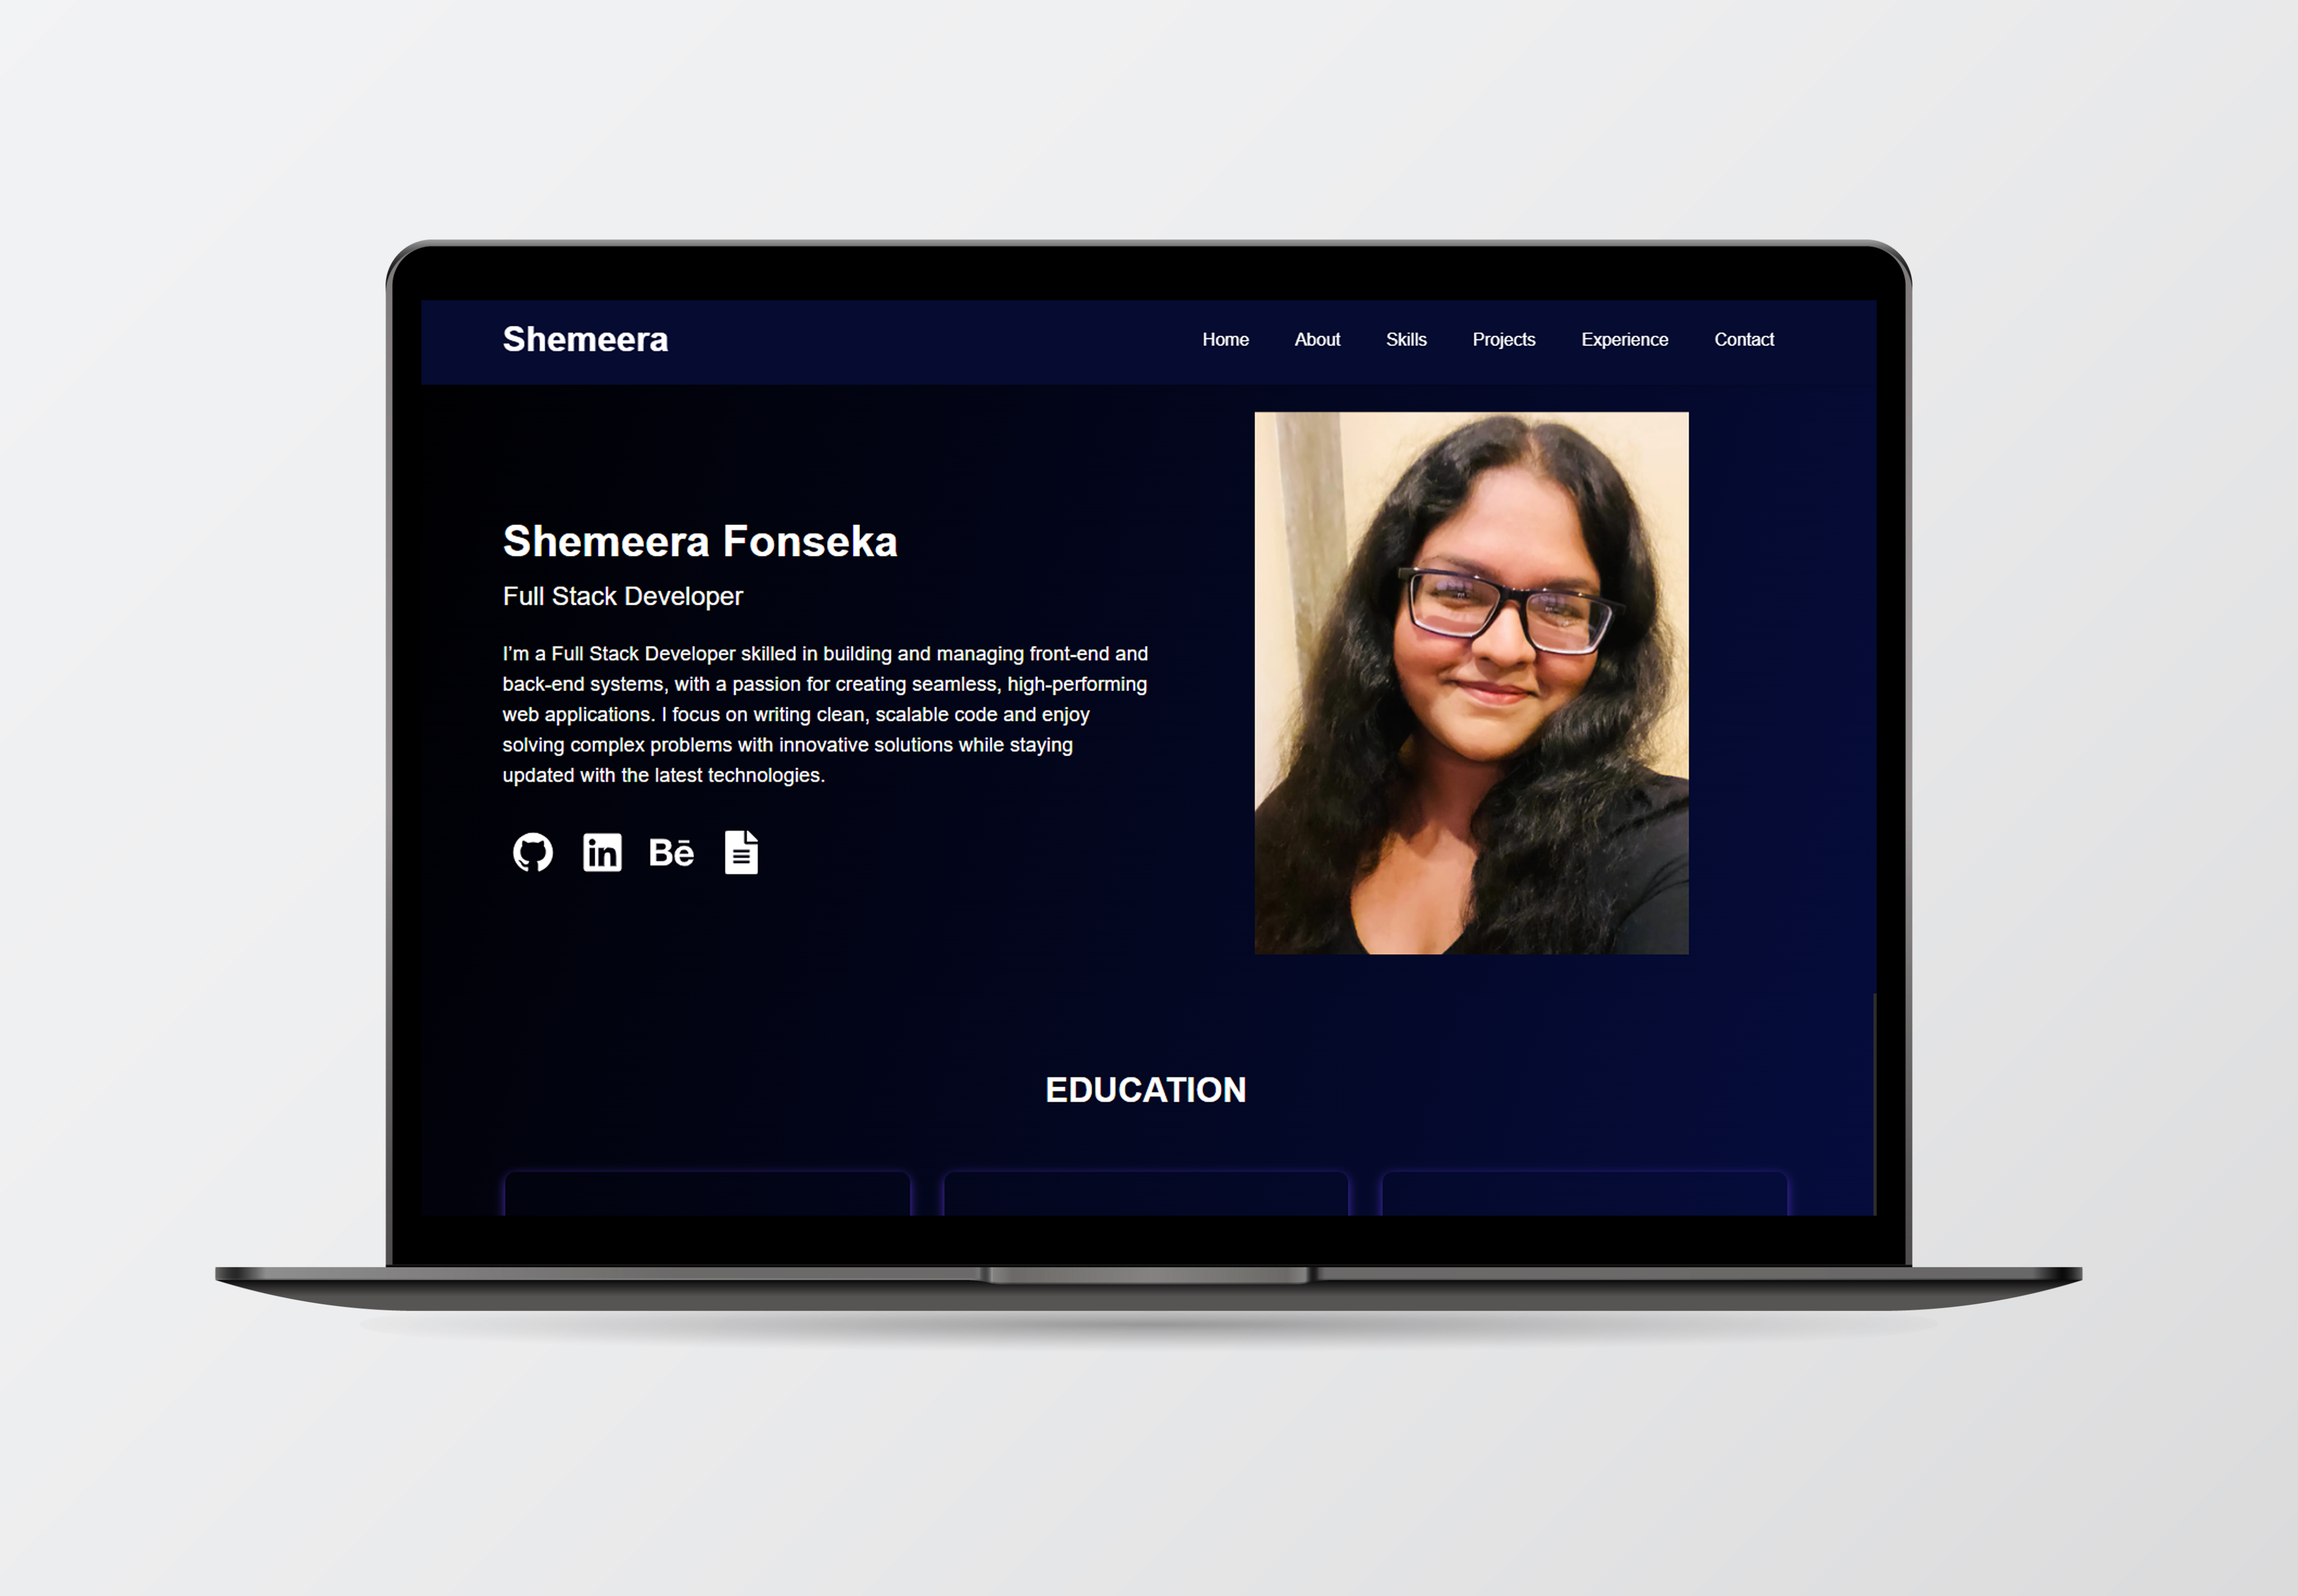 Shemeera
Home About Skills Projects Experience Contact
Shemeera Fonseka
Full Stack Developer
I'm a Full Stack Developer skilled in building and managing front-end and
back-end systems, with a passion for creating seamless, high-performing
web applications. I focus on writing clean, scalable code and enjoy
solving complex problems with innovative solutions while staying
updated with the latest technologies.
in Bē
EDUCATION